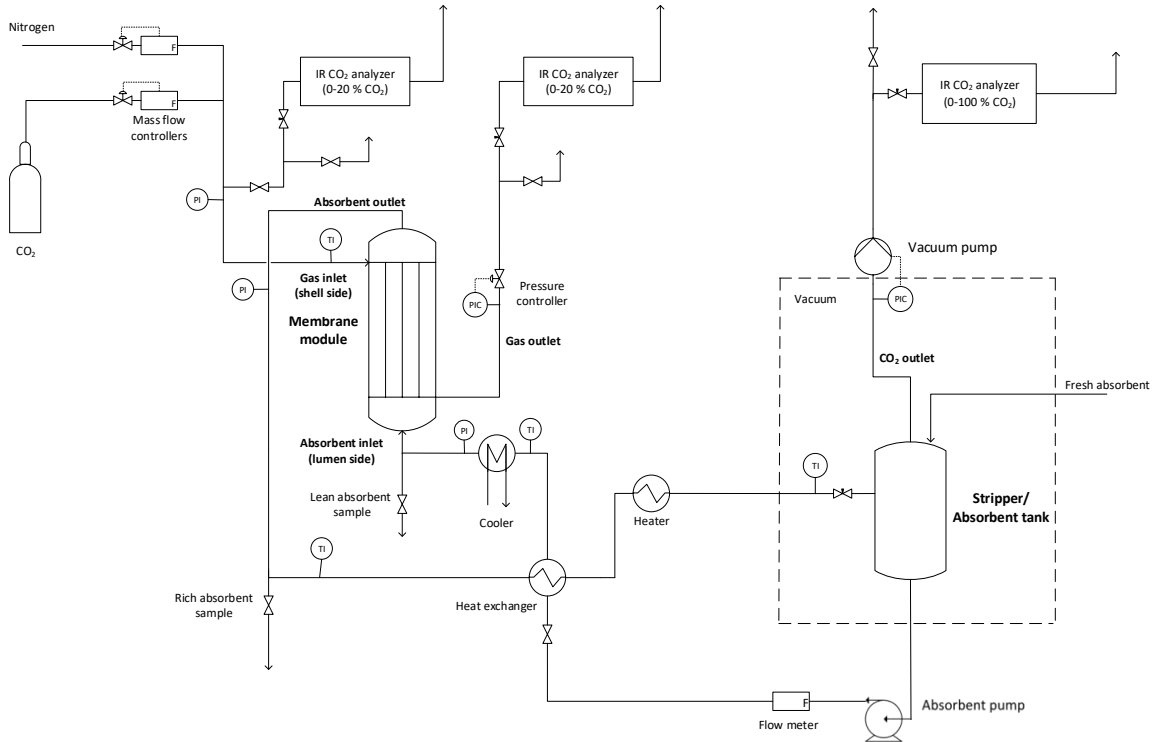 Nitrogen
F
IR CO₂ analyzer
(0-20 % CO₂)
IR CO₂ analyzer
(0-20 % CO₂)
IR CO₂ analyzer
(0-100 % CO₂)
F
Mass flow
controllers
PI
CO₂
Absorbent outlet
TI
Gas inlet
(shell side)
PI
Membrane
module
PIC
Pressure
controller
Gas outlet
Vacuum pump
Vacuum
PIC
CO₂ outlet
Fresh absorbent
Absorbent inlet
(lumen side)
PI
TI
Lean absorbent
sample
Cooler
Heater
TI
Stripper/
Absorbent tank
TI
Heat exchanger
Rich absorbent
sample
F
Flow meter
Absorbent pump